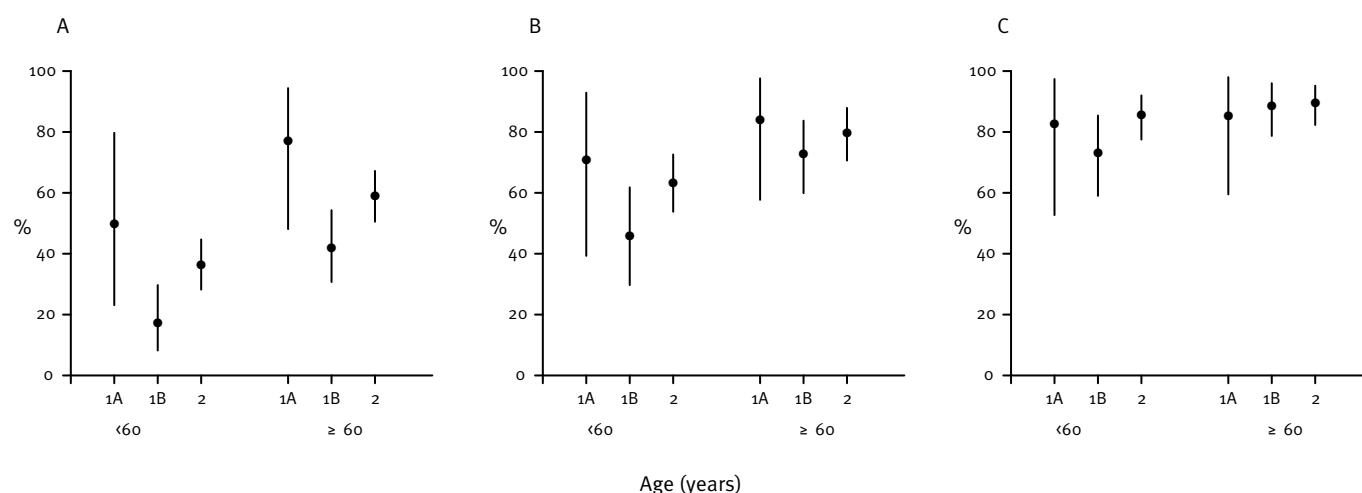 A B C
100 100 100
80 80 80
60 60 60
% % %
40 40 40
20 20 20
0 0 0
1A 1B 2 1A 1B 2 1A 1B 2 1A 1B 2 1A 1B 2 1A 1B 2
<60 ≥ 60 <60 ≥ 60 <60 ≥ 60
Age (years)